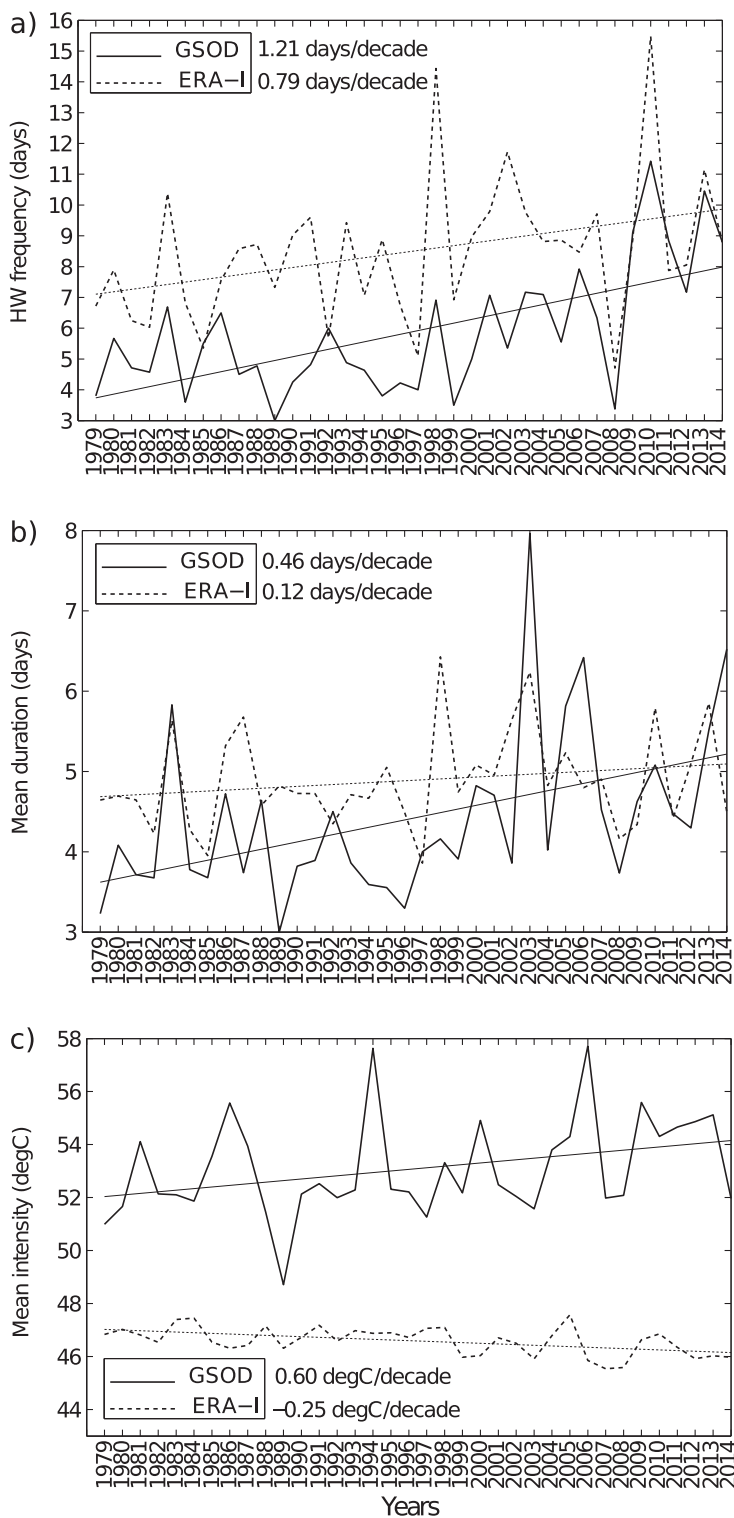 a)
HW frequency (days)
16
15
14
13
12
11
10
9
8
7
6
5
4
3
GSOD 1.21 days/decade
ERA−I 0.79 days/decade
1979 1980 1981 1982 1983 1984 1985 1986 1987 1988 1989 1990 1991 1992 1993 1994 1995 1996 1997 1998 1999 2000 2001 2002 2003 2004 2005 2006 2007 2008 2009 2010 2011 2012 2013 2014
b)
Mean duration (days)
8
7
6
5
4
3
GSOD 0.46 days/decade
ERA−I 0.12 days/decade
1979 1980 1981 1982 1983 1984 1985 1986 1987 1988 1989 1990 1991 1992 1993 1994 1995 1996 1997 1998 1999 2000 2001 2002 2003 2004 2005 2006 2007 2008 2009 2010 2011 2012 2013 2014
c)
Mean intensity (degC)
58
56
54
52
50
48
46
44
GSOD 0.60 degC/decade
ERA−I −0.25 degC/decade
1979 1980 1981 1982 1983 1984 1985 1986 1987 1988 1989 1990 1991 1992 1993 1994 1995 1996 1997 1998 1999 2000 2001 2002 2003 2004 2005 2006 2007 2008 2009 2010 2011 2012 2013 2014
Years